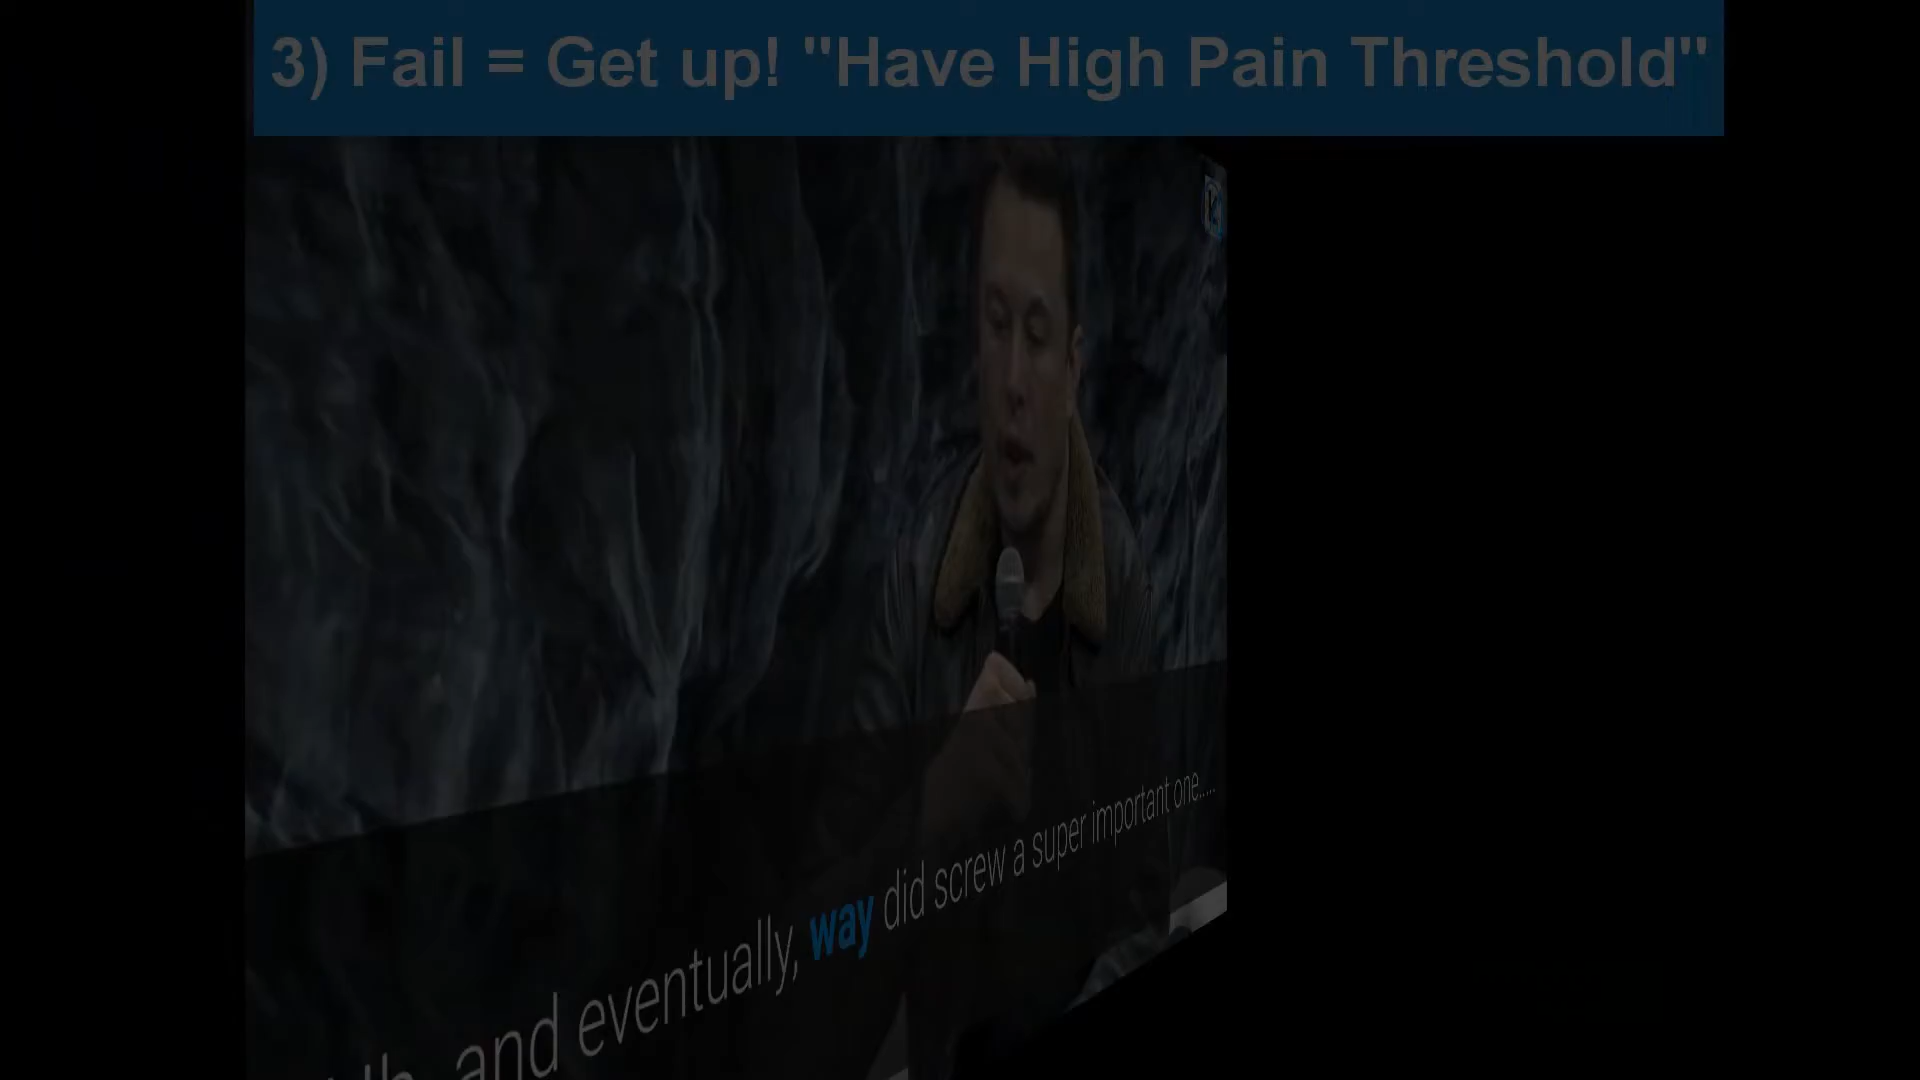 3) Fail = Get up! "Have High Pain Threshold"
and eventually, way did screw a super important one....